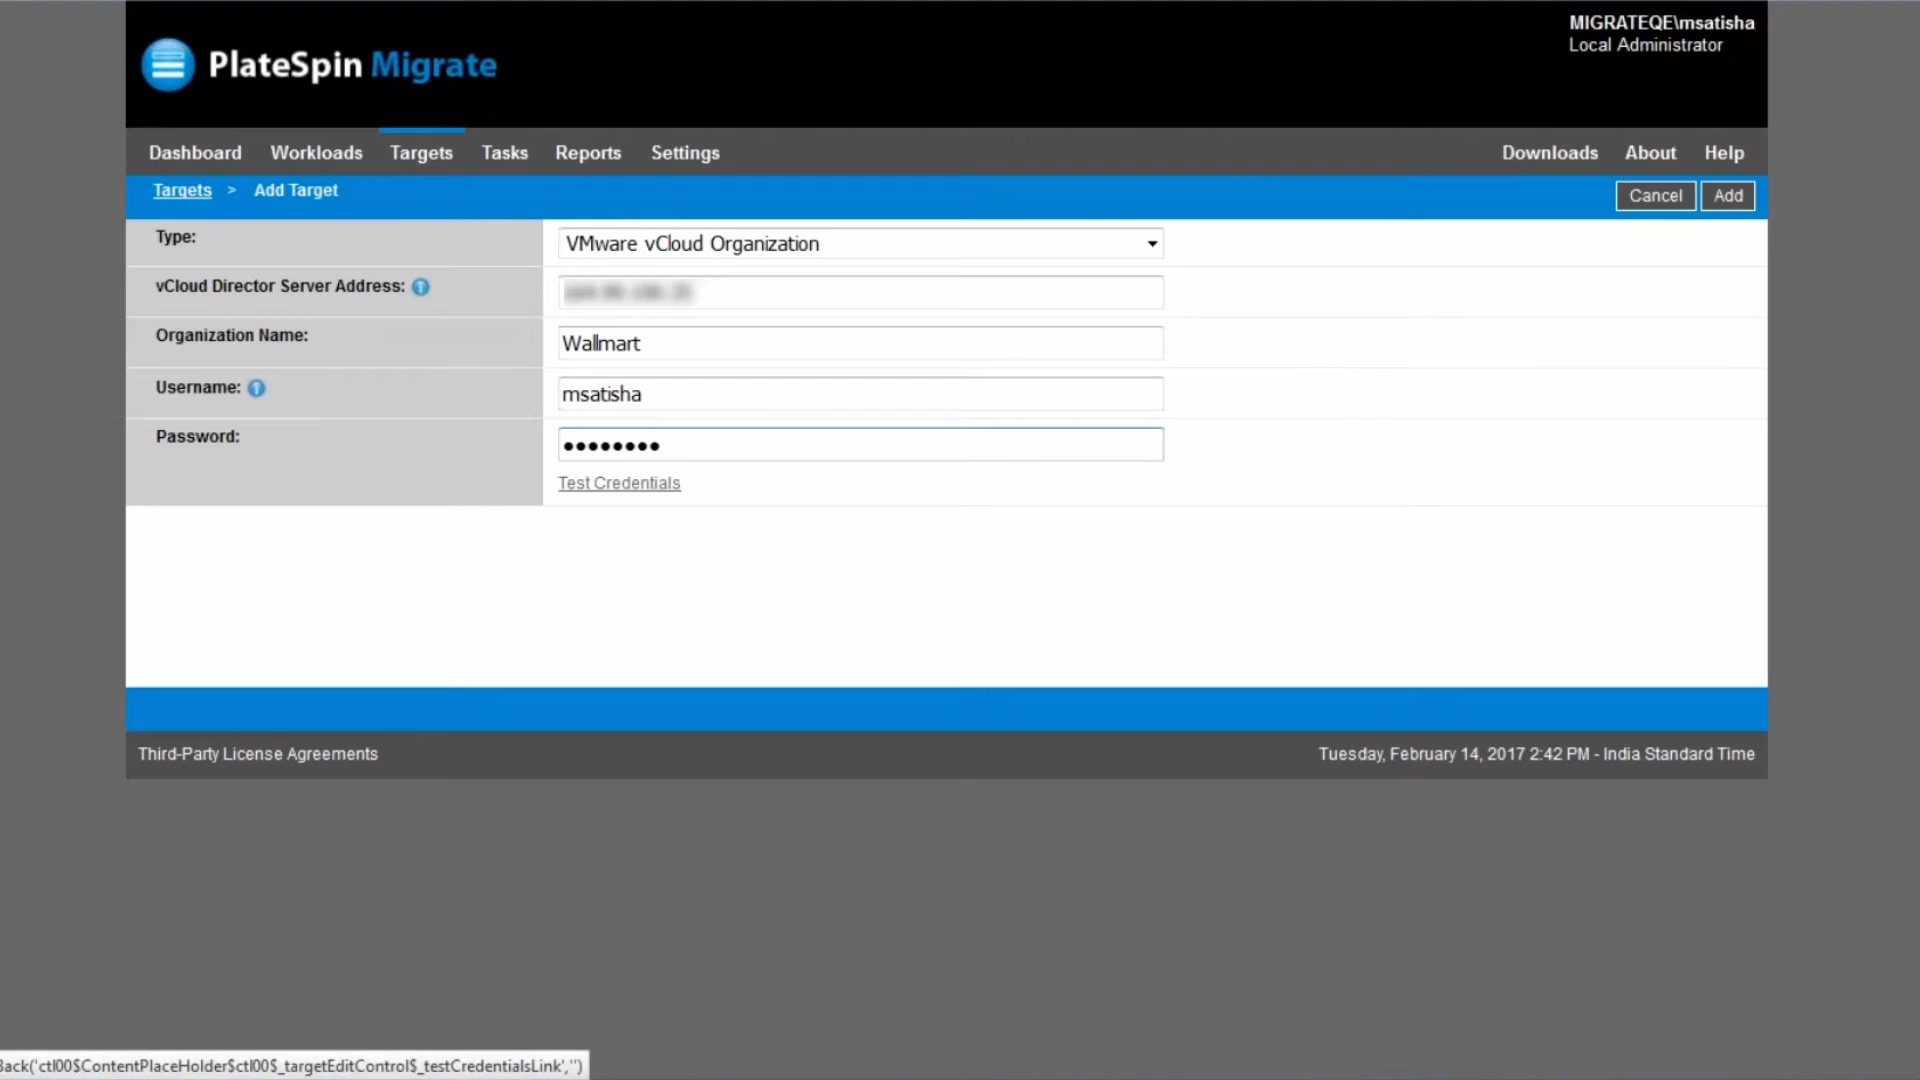 MIGRATEQE\msatisha
Local Administrator
PlateSpin Migrate
Dashboard Workloads Targets Tasks Reports Settings Downloads About Help
Targets > Add Target Cancel Add
Type: VMware vCloud Organization
vCloud Director Server Address:
Organization Name: Wallmart
Username: msatisha
Password: ●●●●●●●●
Test Credentials
Third-Party License Agreements Tuesday, February 14, 2017 2:42 PM - India Standard Time
Back('ctl00$ContentPlaceHolder$ctl00$_targetEditControl$_testCredentialsLink','')